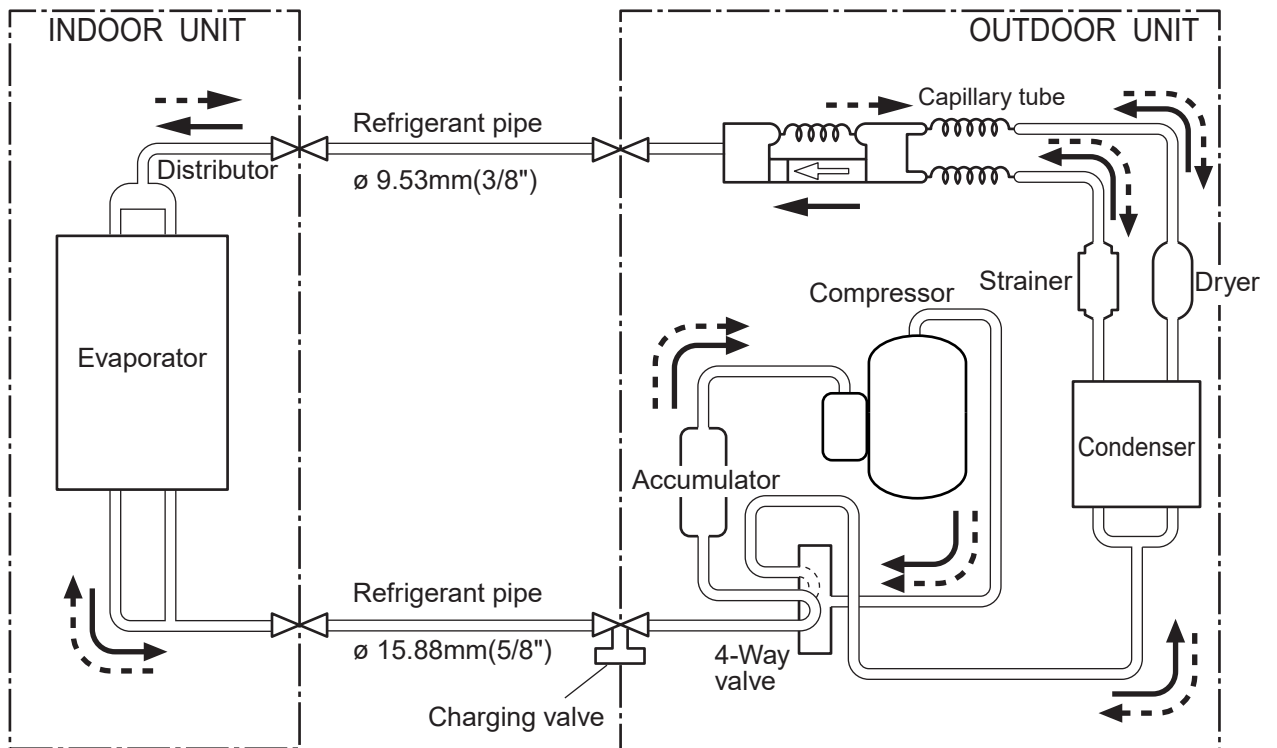 INDOOR UNIT
OUTDOOR UNIT
Capillary tube
Refrigerant pipe
Distributor
ø 9.53mm(3/8")
Strainer
Dryer
Compressor
Evaporator
Condenser
Accumulator
Refrigerant pipe
ø 15.88mm(5/8")
4-Way
valve
Charging valve